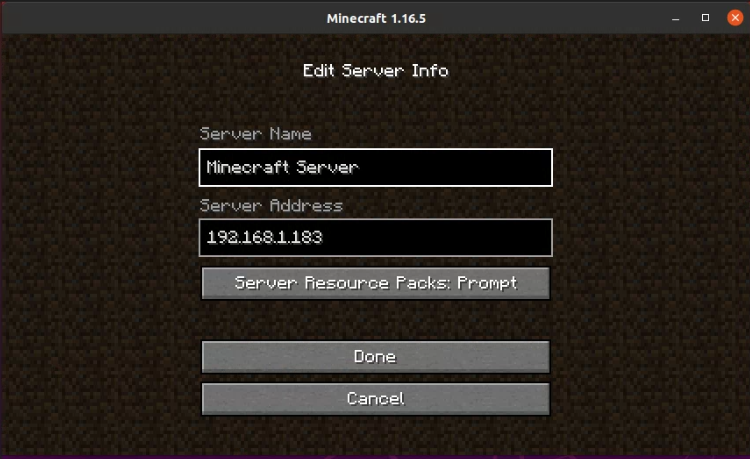 Minecraft 1.16.5
Edit Server Info
Server Name
Minecraft Server
Server Address
192.168.1.183
Server Resource Packs: Prompt
Done
Cancel